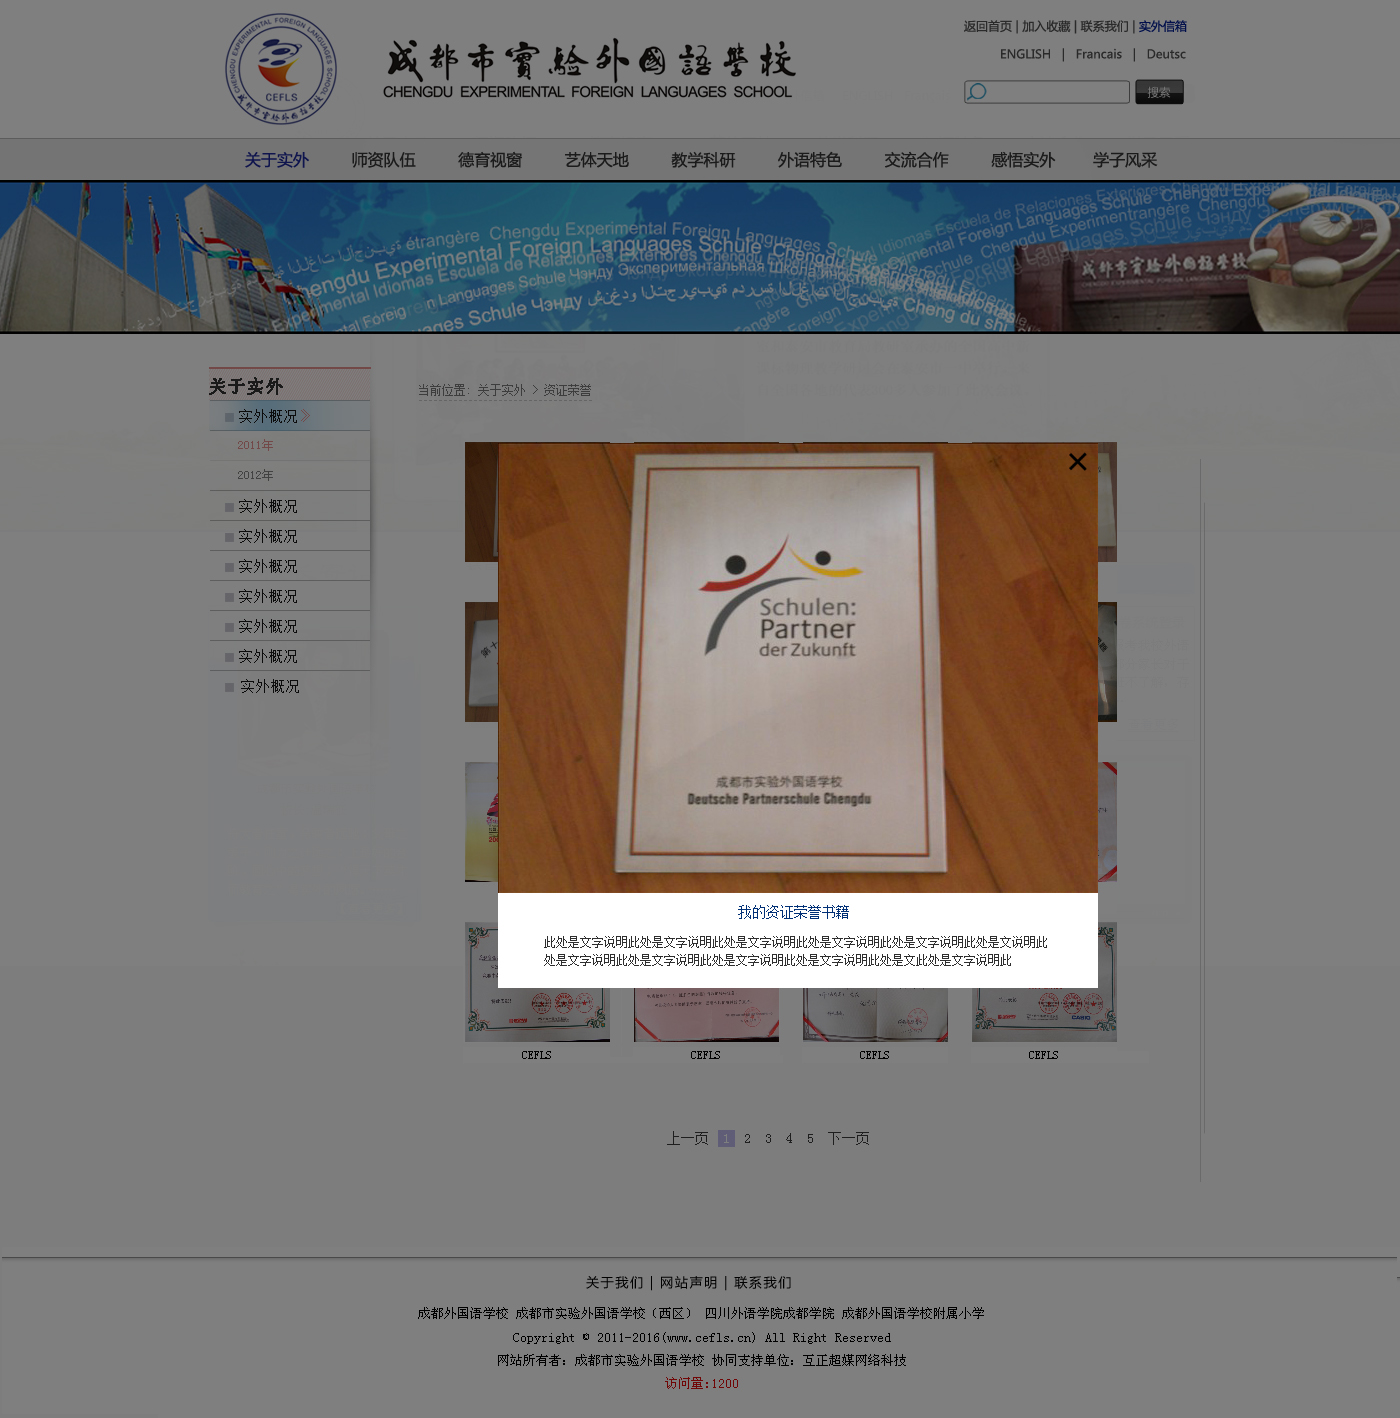 返回首页 | 加入收藏 | 联系我们 | 实外信箱
ENGLISH | Francais | Deutsc
CHENGDU EXPERIMENTAL FOREIGN LANGUAGES SCHOOL
CEFLS
成都市實驗外國語學校
CHENGDU EXPERIMENTAL FOREIGN LANGUAGES SCHOOL
搜索
关于实外 师资队伍 德育视窗 艺体天地 教学科研 外语特色 交流合作 感悟实外 学子风采
成都市實驗外國語學校
关于实外
当前位置: 关于实外 > 资证荣誉
实外概况
2011年
2012年
实外概况
实外概况
实外概况
实外概况
实外概况
实外概况
实外概况
Schulen:
Partner
der Zukunft
成都市实验外国语学校
Deutsche Partnerschule Chengdu
我的资证荣誉书籍
此处是文字说明此处是文字说明此处是文字说明此处是文字说明此处是文字说明此处是文说明此
处是文字说明此处是文字说明此处是文字说明此处是文字说明此处是文此处是文字说明此
CEFLS CEFLS CEFLS CEFLS
上一页 1 2 3 4 5 下一页
关于我们 | 网站声明 | 联系我们
成都外国语学校 成都市实验外国语学校（西区） 四川外语学院成都学院 成都外国语学校附属小学
Copyright © 2011-2016(www.cefls.cn) All Right Reserved
网站所有者：成都市实验外国语学校 协同支持单位：互正超媒网络科技
访问量:1200